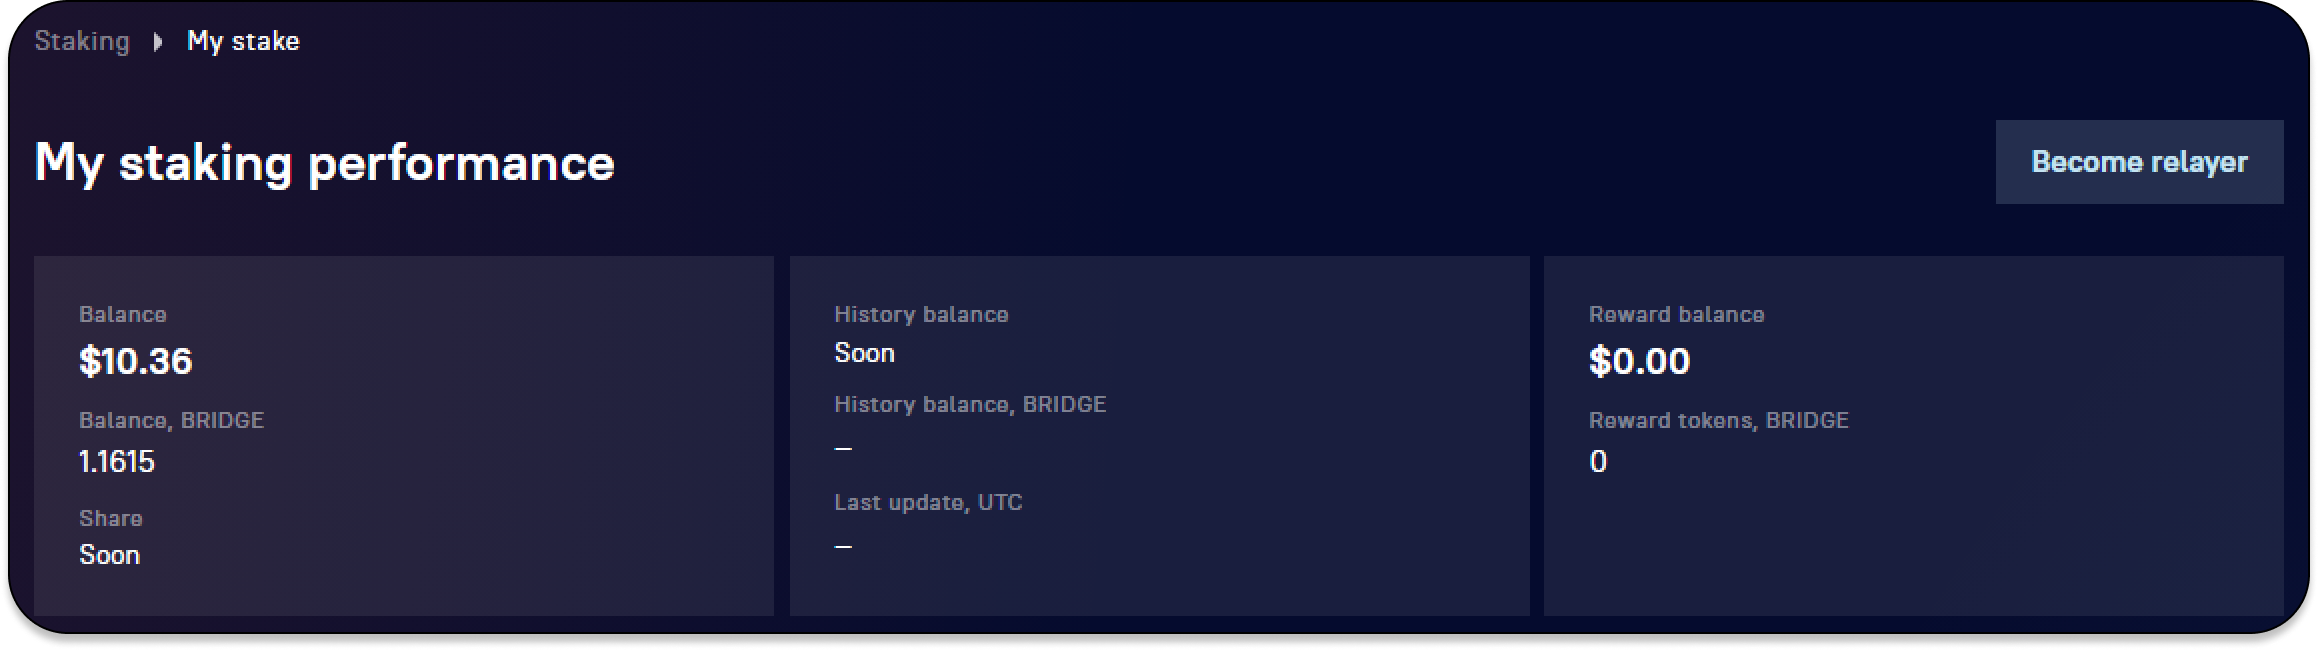 Staking My stake
My staking performance
Become relayer
Balance
$10.36
Balance, BRIDGE
1.1615
Share
Soon
History balance
Soon
History balance, BRIDGE
–
Last update, UTC
–
Reward balance
$0.00
Reward tokens, BRIDGE
0